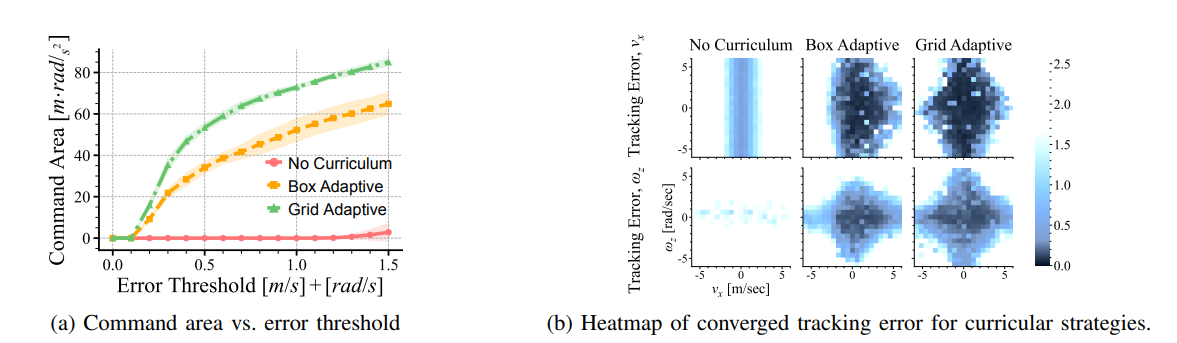 Command Area [m·rad/s²]
80
60
40
20
0
No Curriculum
Box Adaptive
Grid Adaptive
0.0 0.5 1.0 1.5
Error Threshold [m/s]+[rad/s]
(a) Command area vs. error threshold
No Curriculum Box Adaptive Grid Adaptive
Tracking Error, vₓ
5
0
-5
Tracking Error, ω_z
ω_z [rad/sec]
5
0
-5
-5 0 5 -5 0 5 -5 0 5
vₓ [m/sec]
2.5
2.0
1.5
1.0
0.5
0.0
(b) Heatmap of converged tracking error for curricular strategies.